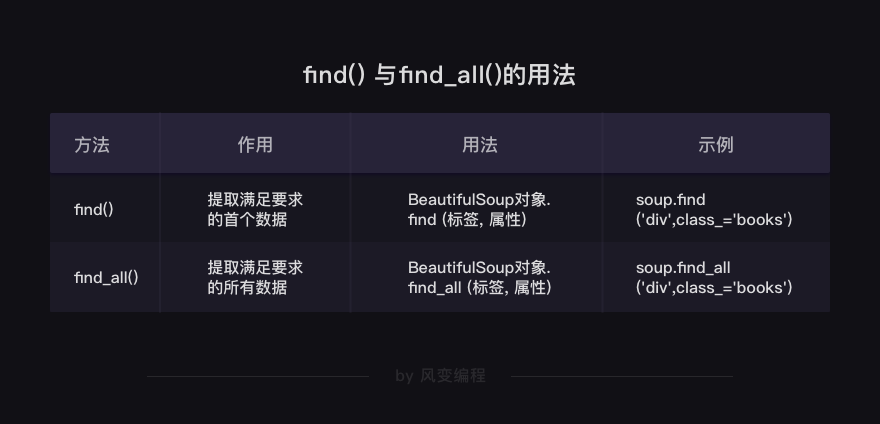 find() 与find_all()的用法
方法 作用 用法 示例
find()
提取满足要求
的首个数据
BeautifulSoup对象.
find (标签, 属性)
soup.find
('div',class_='books')
find_all()
提取满足要求
的所有数据
BeautifulSoup对象.
find_all (标签, 属性)
soup.find_all
('div',class_='books')
by 风变编程